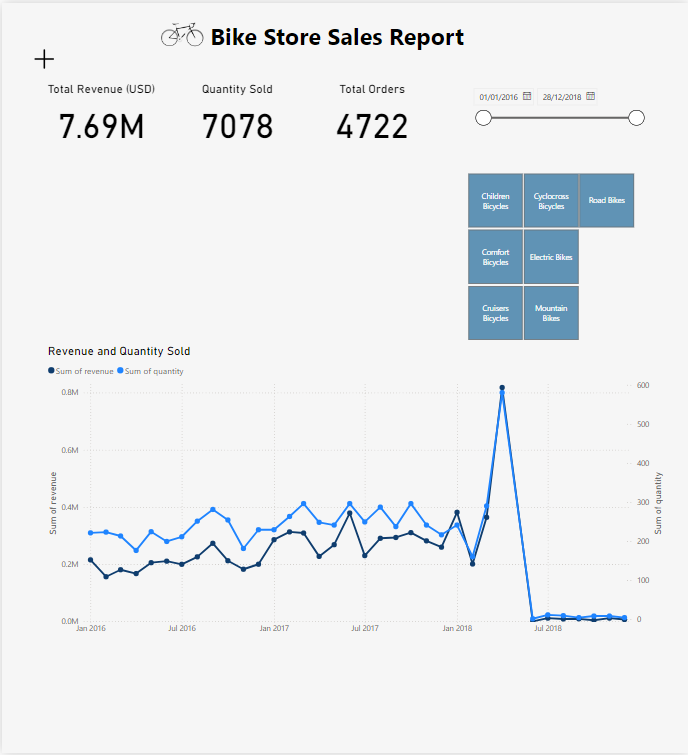 Bike Store Sales Report
Total Revenue (USD)
7.69M
Quantity Sold
7078
Total Orders
4722
01/01/2016
28/12/2018
Children
Bicycles
Cyclocross
Bicycles
Road Bikes
Comfort
Bicycles
Electric Bikes
Cruisers
Bicycles
Mountain
Bikes
Revenue and Quantity Sold
Sum of revenue
Sum of quantity
0.8M
0.6M
0.4M
0.2M
0.0M
Sum of revenue
600
500
400
300
200
100
0
Sum of quantity
Jan 2016
Jul 2016
Jan 2017
Jul 2017
Jan 2018
Jul 2018